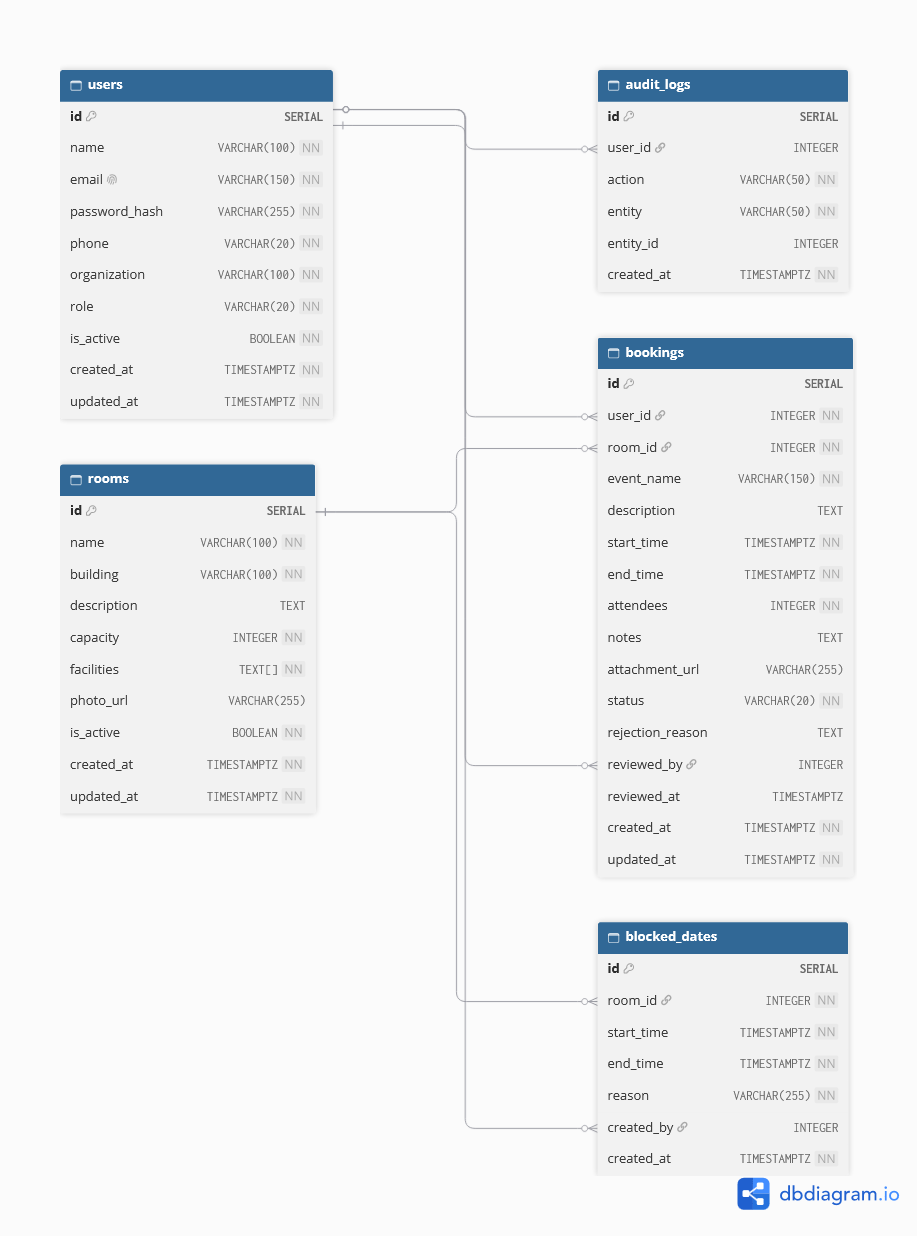 users
id SERIAL
name VARCHAR(100) NN
email VARCHAR(150) NN
password_hash VARCHAR(255) NN
phone VARCHAR(20) NN
organization VARCHAR(100) NN
role VARCHAR(20) NN
is_active BOOLEAN NN
created_at TIMESTAMPTZ NN
updated_at TIMESTAMPTZ NN
rooms
id SERIAL
name VARCHAR(100) NN
building VARCHAR(100) NN
description TEXT
capacity INTEGER NN
facilities TEXT[] NN
photo_url VARCHAR(255)
is_active BOOLEAN NN
created_at TIMESTAMPTZ NN
updated_at TIMESTAMPTZ NN
audit_logs
id SERIAL
user_id INTEGER
action VARCHAR(50) NN
entity VARCHAR(50) NN
entity_id INTEGER
created_at TIMESTAMPTZ NN
bookings
id SERIAL
user_id INTEGER NN
room_id INTEGER NN
event_name VARCHAR(150) NN
description TEXT
start_time TIMESTAMPTZ NN
end_time TIMESTAMPTZ NN
attendees INTEGER NN
notes TEXT
attachment_url VARCHAR(255)
status VARCHAR(20) NN
rejection_reason TEXT
reviewed_by INTEGER
reviewed_at TIMESTAMPTZ
created_at TIMESTAMPTZ NN
updated_at TIMESTAMPTZ NN
blocked_dates
id SERIAL
room_id INTEGER NN
start_time TIMESTAMPTZ NN
end_time TIMESTAMPTZ NN
reason VARCHAR(255) NN
created_by INTEGER
created_at TIMESTAMPTZ NN
dbdiagram.io